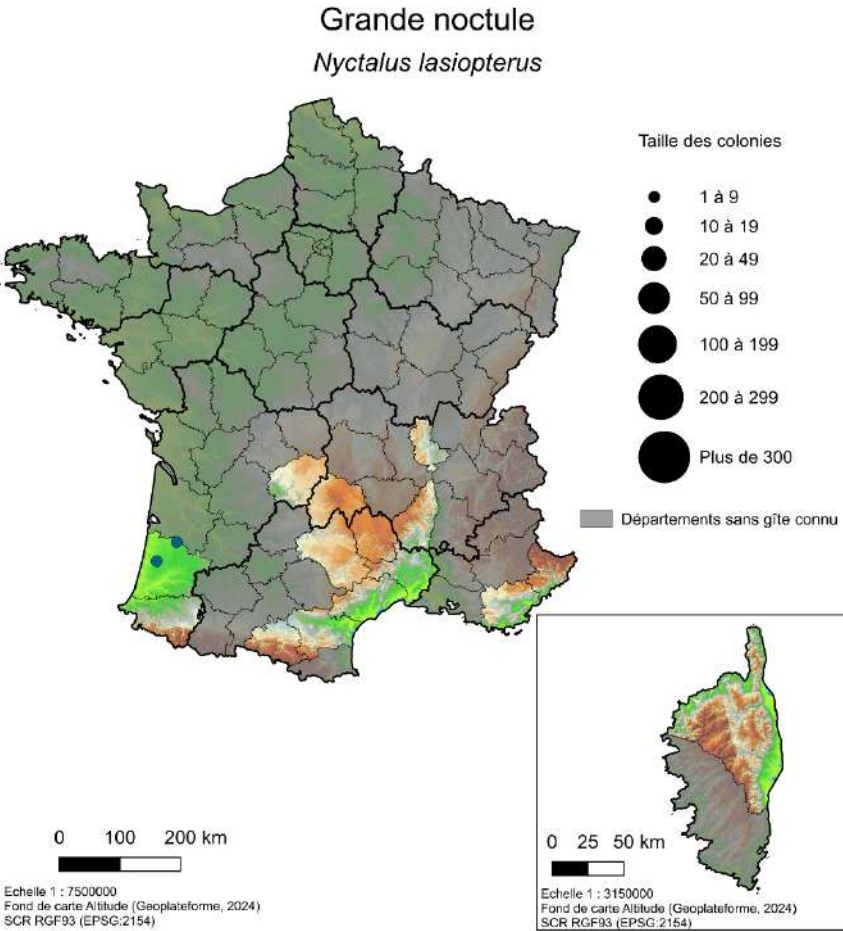 Grande noctule
Nyctalus lasiopterus
Taille des colonies
1 à 9
10 à 19
20 à 49
50 à 99
100 à 199
200 à 299
Plus de 300
Départements sans gîte connu
0 100 200 km
Echelle 1 : 7500000
Fond de carte Altitude (Geoplateforme, 2024)
SCR RGF93 (EPSG:2154)
0 25 50 km
Echelle 1 : 3150000
Fond de carte Altitude (Geoplateforme, 2024)
SCR RGF93 (EPSG:2154)